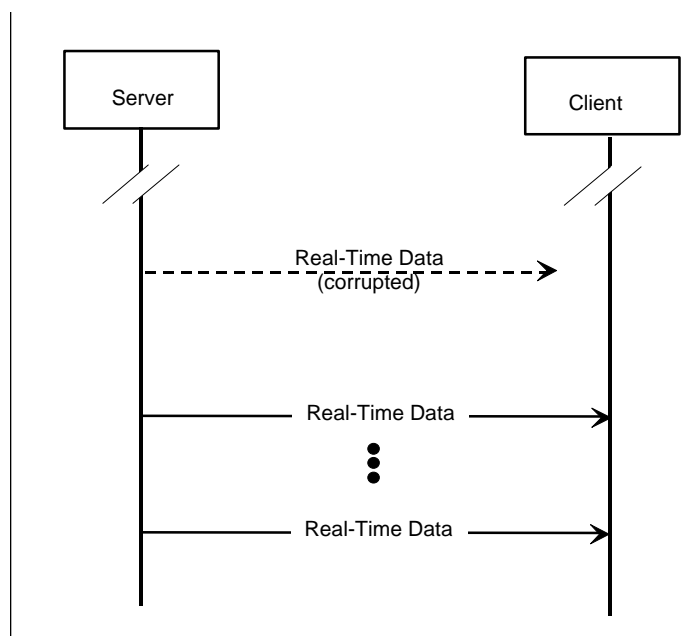 Server
Client
Real-Time Data
(corrupted)
Real-Time Data
Real-Time Data